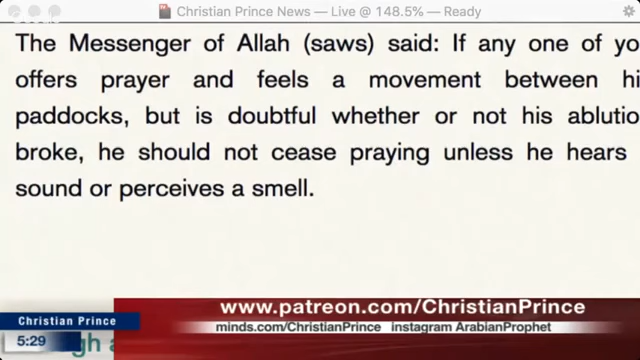 Christian Prince News — Live @ 148.5% — Ready
The Messenger of Allah (saws) said: If any one of yo
offers prayer and feels a movement between hi
paddocks, but is doubtful whether or not his ablutio
broke, he should not cease praying unless he hears
sound or perceives a smell.
www.patreon.com/ChristianPrince
Christian Prince
minds.com/ChristianPrince instagram ArabianProphet
5:29